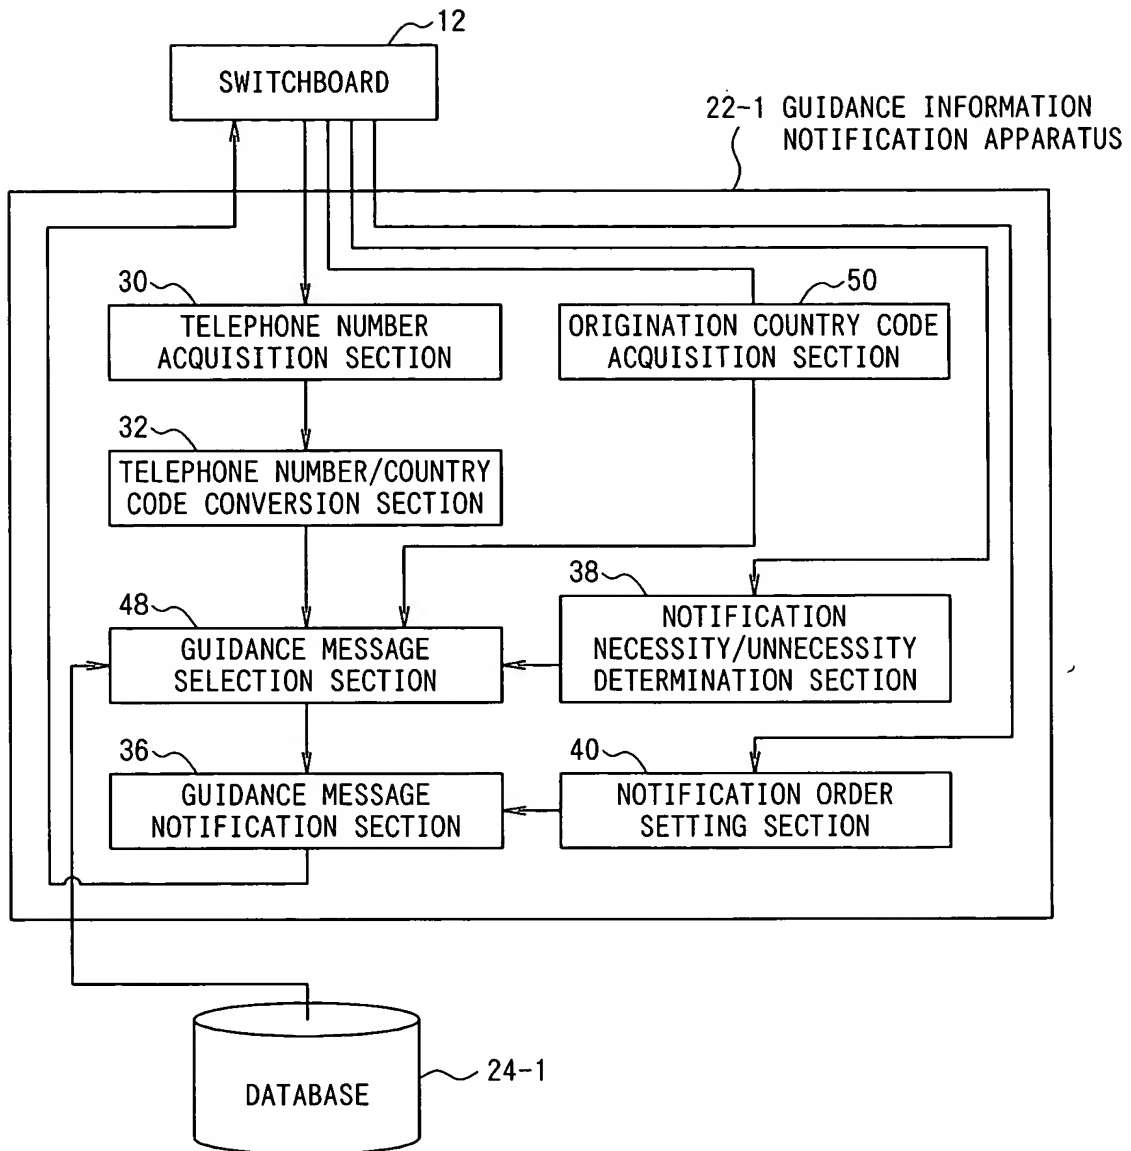 12
SWITCHBOARD
22-1 GUIDANCE INFORMATION
NOTIFICATION APPARATUS
30
TELEPHONE NUMBER
ACQUISITION SECTION
50
ORIGINATION COUNTRY CODE
ACQUISITION SECTION
32
TELEPHONE NUMBER/COUNTRY
CODE CONVERSION SECTION
48
GUIDANCE MESSAGE
SELECTION SECTION
38
NOTIFICATION
NECESSITY/UNNECESSITY
DETERMINATION SECTION
36
GUIDANCE MESSAGE
NOTIFICATION SECTION
40
NOTIFICATION ORDER
SETTING SECTION
DATABASE
24-1